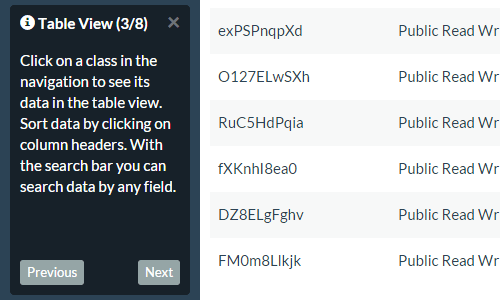 Table View (3/8) ×
Click on a class in the
navigation to see its
data in the table view.
Sort data by clicking on
column headers. With
the search bar you can
search data by any field.
Previous Next
exPSPnqpXd Public Read Wr
O127ELwSXh Public Read Wr
RuC5HdPqia Public Read Wr
fXKnhI8ea0 Public Read Wr
DZ8ELgFghv Public Read Wr
FM0m8Llkjk Public Read Wr